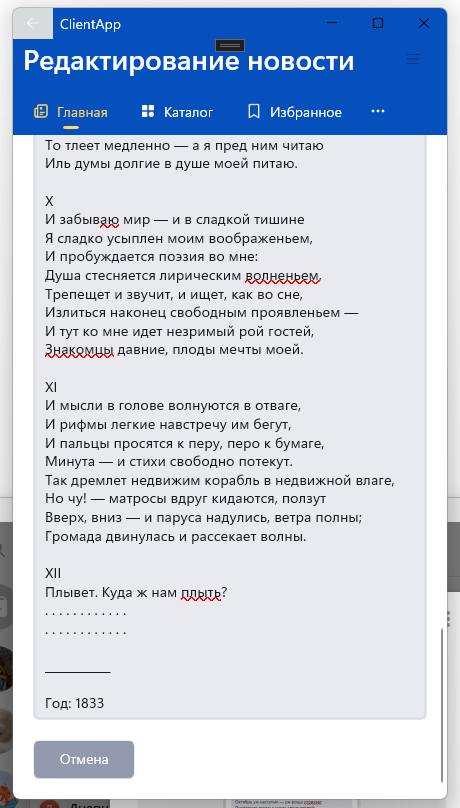 ClientApp
Редактирование новости
Главная
Каталог
Избранное
То тлеет медленно — а я пред ним читаю
Иль думы долгие в душе моей питаю.
X
И забываю мир — и в сладкой тишине
Я сладко усыплен моим воображеньем,
И пробуждается поэзия во мне:
Душа стесняется лирическим волненьем,
Трепещет и звучит, и ищет, как во сне,
Излиться наконец свободным проявленьем —
И тут ко мне идет незримый рой гостей,
Знакомцы давние, плоды мечты моей.
XI
И мысли в голове волнуются в отваге,
И рифмы легкие навстречу им бегут,
И пальцы просятся к перу, перо к бумаге,
Минута — и стихи свободно потекут.
Так дремлет недвижим корабль в недвижной влаге,
Но чу! — матросы вдруг кидаются, ползут
Вверх, вниз — и паруса надулись, ветра полны;
Громада двинулась и рассекает волны.
XII
Плывет. Куда ж нам плыть?
. . . . . . . . . . . .
. . . . . . . . . . . .
___________
Год: 1833
Отмена